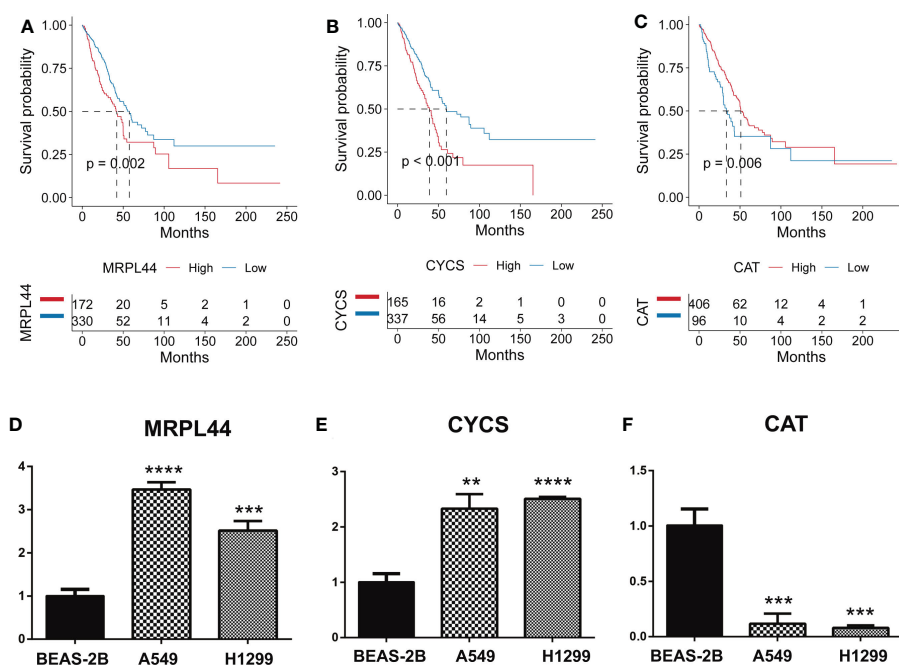 A
Survival probability
1.00
0.75
0.50
0.25
0.00
p = 0.002
0 50 100 150 200 250
Months
MRPL44 — High — Low
MRPL44
172 20 5 2 1 0
330 52 11 4 2 0
0 50 100 150 200 250
Months
B
Survival probability
1.00
0.75
0.50
0.25
0.00
p < 0.001
0 50 100 150 200 250
Months
CYCS — High — Low
CYCS
165 16 2 1 0 0
337 56 14 5 3 0
0 50 100 150 200 250
Months
C
Survival probability
1.00
0.75
0.50
0.25
0.00
p = 0.006
0 50 100 150 200
Months
CAT — High — Low
CAT
406 62 12 4 1
96 10 4 2 2
0 50 100 150 200
Months
D
MRPL44
4
3
2
1
0
****
***
BEAS-2B A549 H1299
E
CYCS
3
2
1
0
**
****
BEAS-2B A549 H1299
F
CAT
1.5
1.0
0.5
0.0
***
***
BEAS-2B A549 H1299